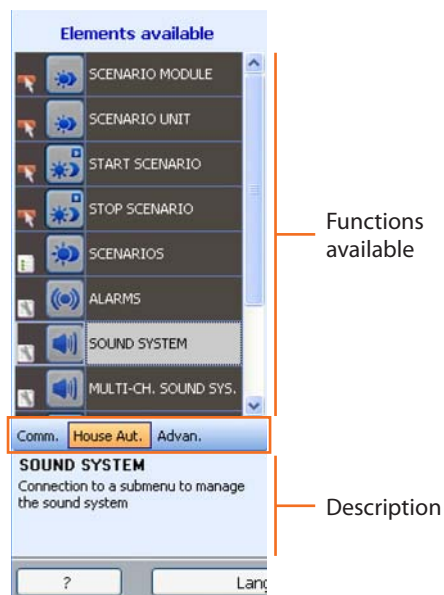 Elements available
SCENARIO MODULE
SCENARIO UNIT
START SCENARIO
STOP SCENARIO
SCENARIOS
ALARMS
SOUND SYSTEM
MULTI-CH. SOUND SYS.
Functions
available
Comm. House Aut. Advan.
SOUND SYSTEM
Connection to a submenu to manage
the sound system
Description
?